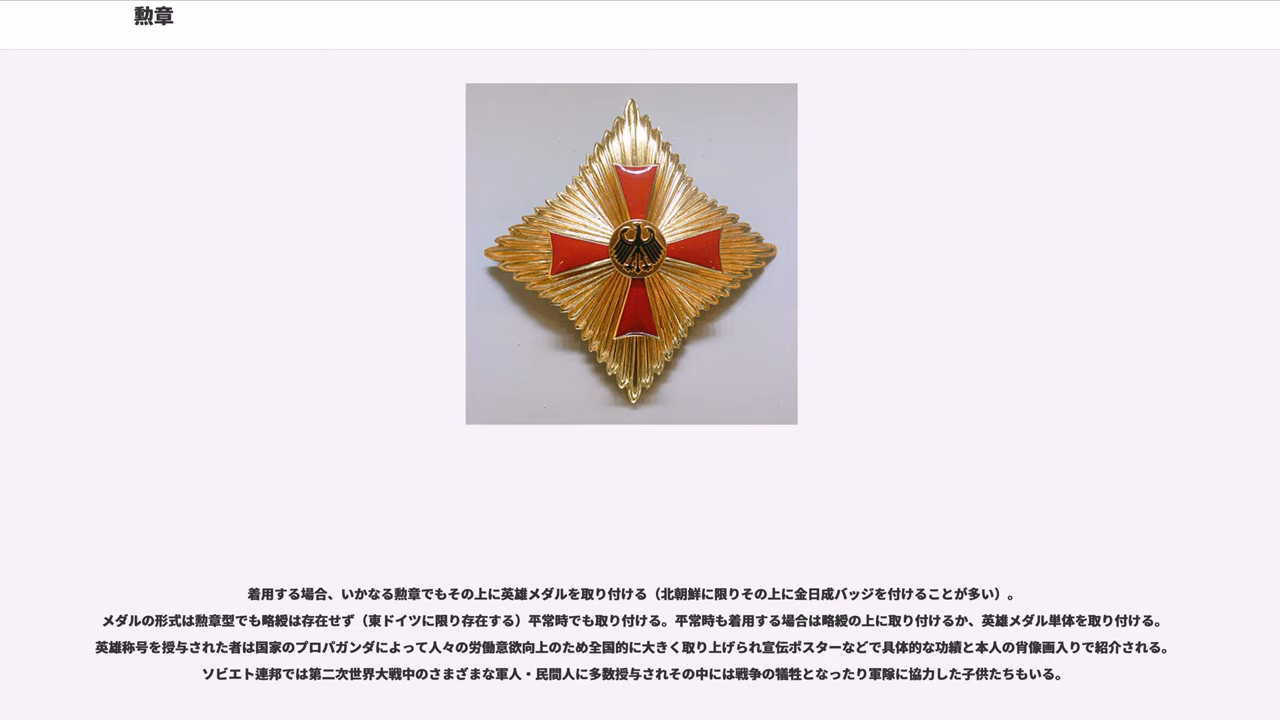 勲章
着用する場合、いかなる勲章でもその上に英雄メダルを取り付ける（北朝鮮に限りその上に金日成バッジを付けることが多い）。
メダルの形式は勲章型でも略綬は存在せず（東ドイツに限り存在する）平常時でも取り付ける。平常時も着用する場合は略綬の上に取り付けるか、英雄メダル単体を取り付ける。
英雄称号を授与された者は国家のプロパガンダによって人々の労働意欲向上のため全国的に大きく取り上げられ宣伝ポスターなどで具体的な功績と本人の肖像画入りで紹介される。
ソビエト連邦では第二次世界大戦中のさまざまな軍人・民間人に多数授与されその中には戦争の犠牲となったり軍隊に協力した子供たちもいる。